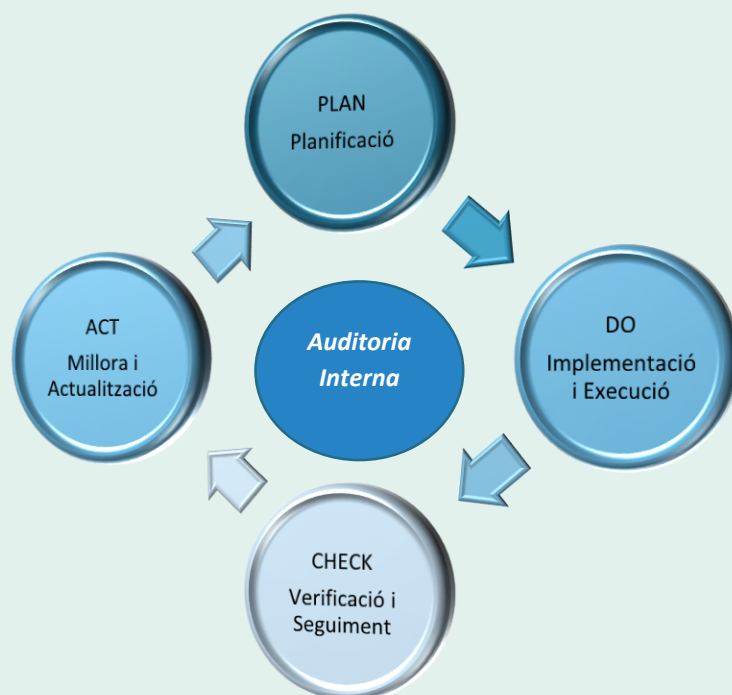 PLAN
Planificació
DO
Implementació
i Execució
CHECK
Verificació i
Seguiment
ACT
Millora i
Actualització
Auditoria
Interna